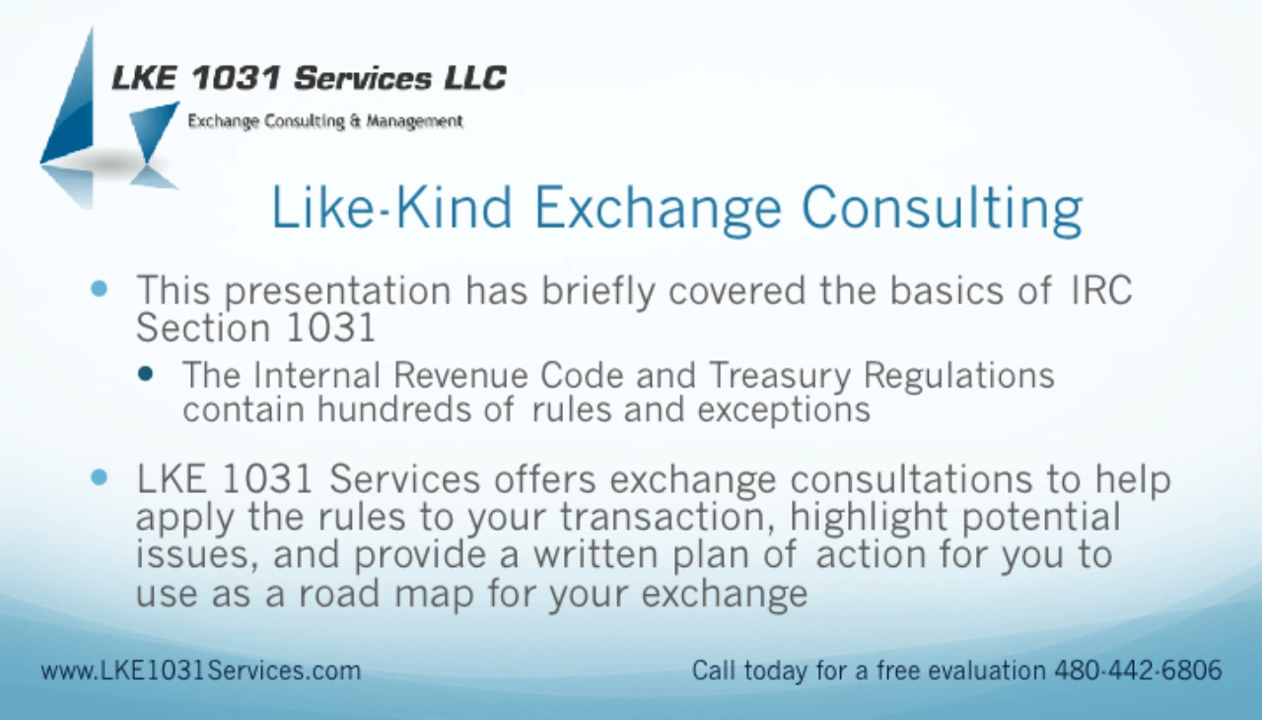 LKE 1031 Services LLC
Exchange Consulting & Management
Like-Kind Exchange Consulting
This presentation has briefly covered the basics of IRC
Section 1031
The Internal Revenue Code and Treasury Regulations
contain hundreds of rules and exceptions
LKE 1031 Services offers exchange consultations to help
apply the rules to your transaction, highlight potential
issues, and provide a written plan of action for you to
use as a road map for your exchange
www.LKE1031Services.com
Call today for a free evaluation 480-442-6806